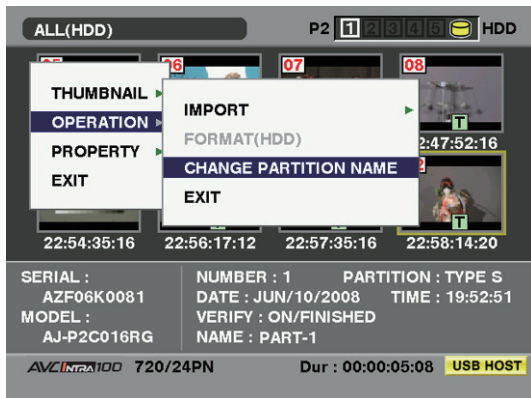 ALL(HDD) P2 1 2 3 4 5 HDD
06 07 08
THUMBNAIL
OPERATION
PROPERTY
EXIT
IMPORT
FORMAT(HDD)
CHANGE PARTITION NAME
EXIT
T
2:47:52:16
T
22:54:35:16 22:56:17:12 22:57:35:16 22:58:14:20
SERIAL :
AZF06K0081
MODEL :
AJ-P2C016RG
NUMBER : 1 PARTITION : TYPE S
DATE : JUN/10/2008 TIME : 19:52:51
VERIFY : ON/FINISHED
NAME : PART-1
AVC INTRA 100 720/24PN Dur : 00:00:05:08 USB HOST